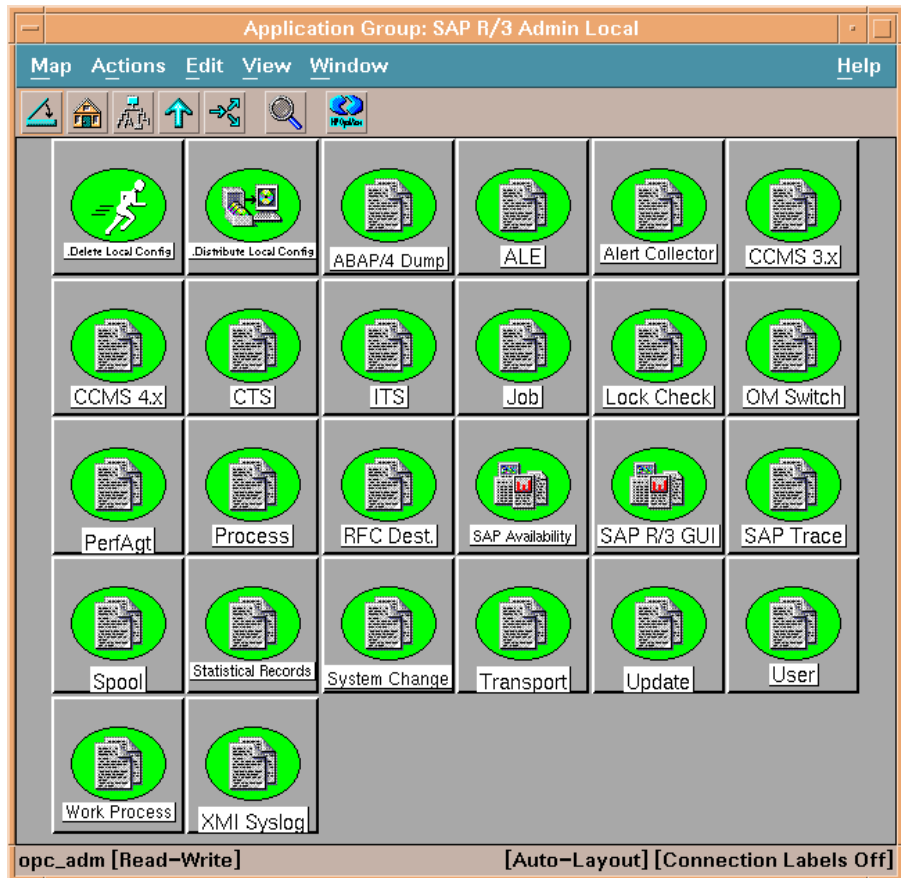 Application Group: SAP R/3 Admin Local
Map Actions Edit View Window Help
HP OpenView
.Delete Local Config .Distribute Local Config ABAP/4 Dump ALE Alert Collector CCMS 3.x
CCMS 4.x CTS ITS Job Lock Check OM Switch
PerfAgt Process RFC Dest. SAP Availability SAP R/3 GUI SAP Trace
Spool Statistical Records System Change Transport Update User
Work Process XMI Syslog
opc_adm [Read-Write] [Auto-Layout] [Connection Labels Off]